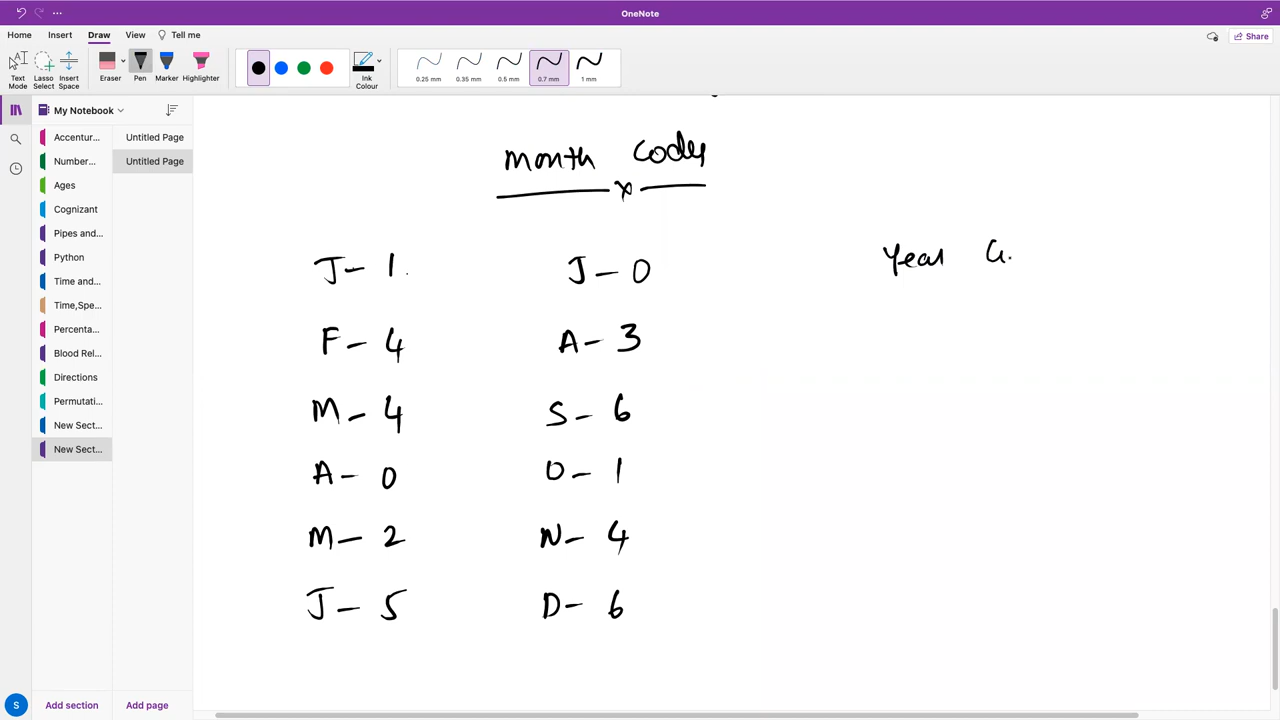 OneNote
Home Insert Draw View Tell me
Share
Text Mode Lasso Select Insert Space Eraser Pen Marker Highlighter Ink Colour 0.25 mm 0.35 mm 0.5 mm 0.7 mm 1 mm
My Notebook
Accentur... Untitled Page
Number... Untitled Page
Ages
Cognizant
Pipes and...
Python
Time and...
Time,Spe...
Percenta...
Blood Rel...
Directions
Permutati...
New Sect...
New Sect...
S
Add section Add page
month codes
J - 1
F - 4
M - 4
A - 0
M - 2
J - 5
J - 0
A - 3
S - 6
O - 1
N - 4
D - 6
Year